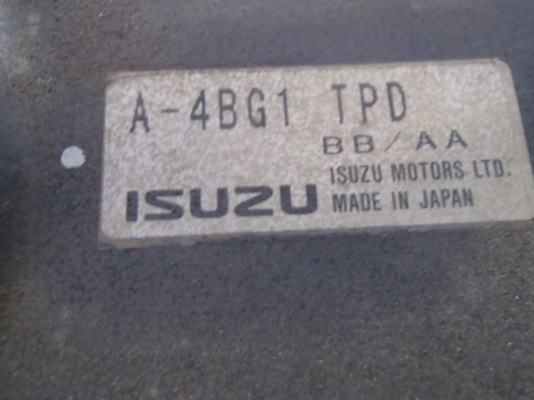 A-4BG1 TPD
BB/AA
ISUZU MOTORS LTD.
ISUZU MADE IN JAPAN